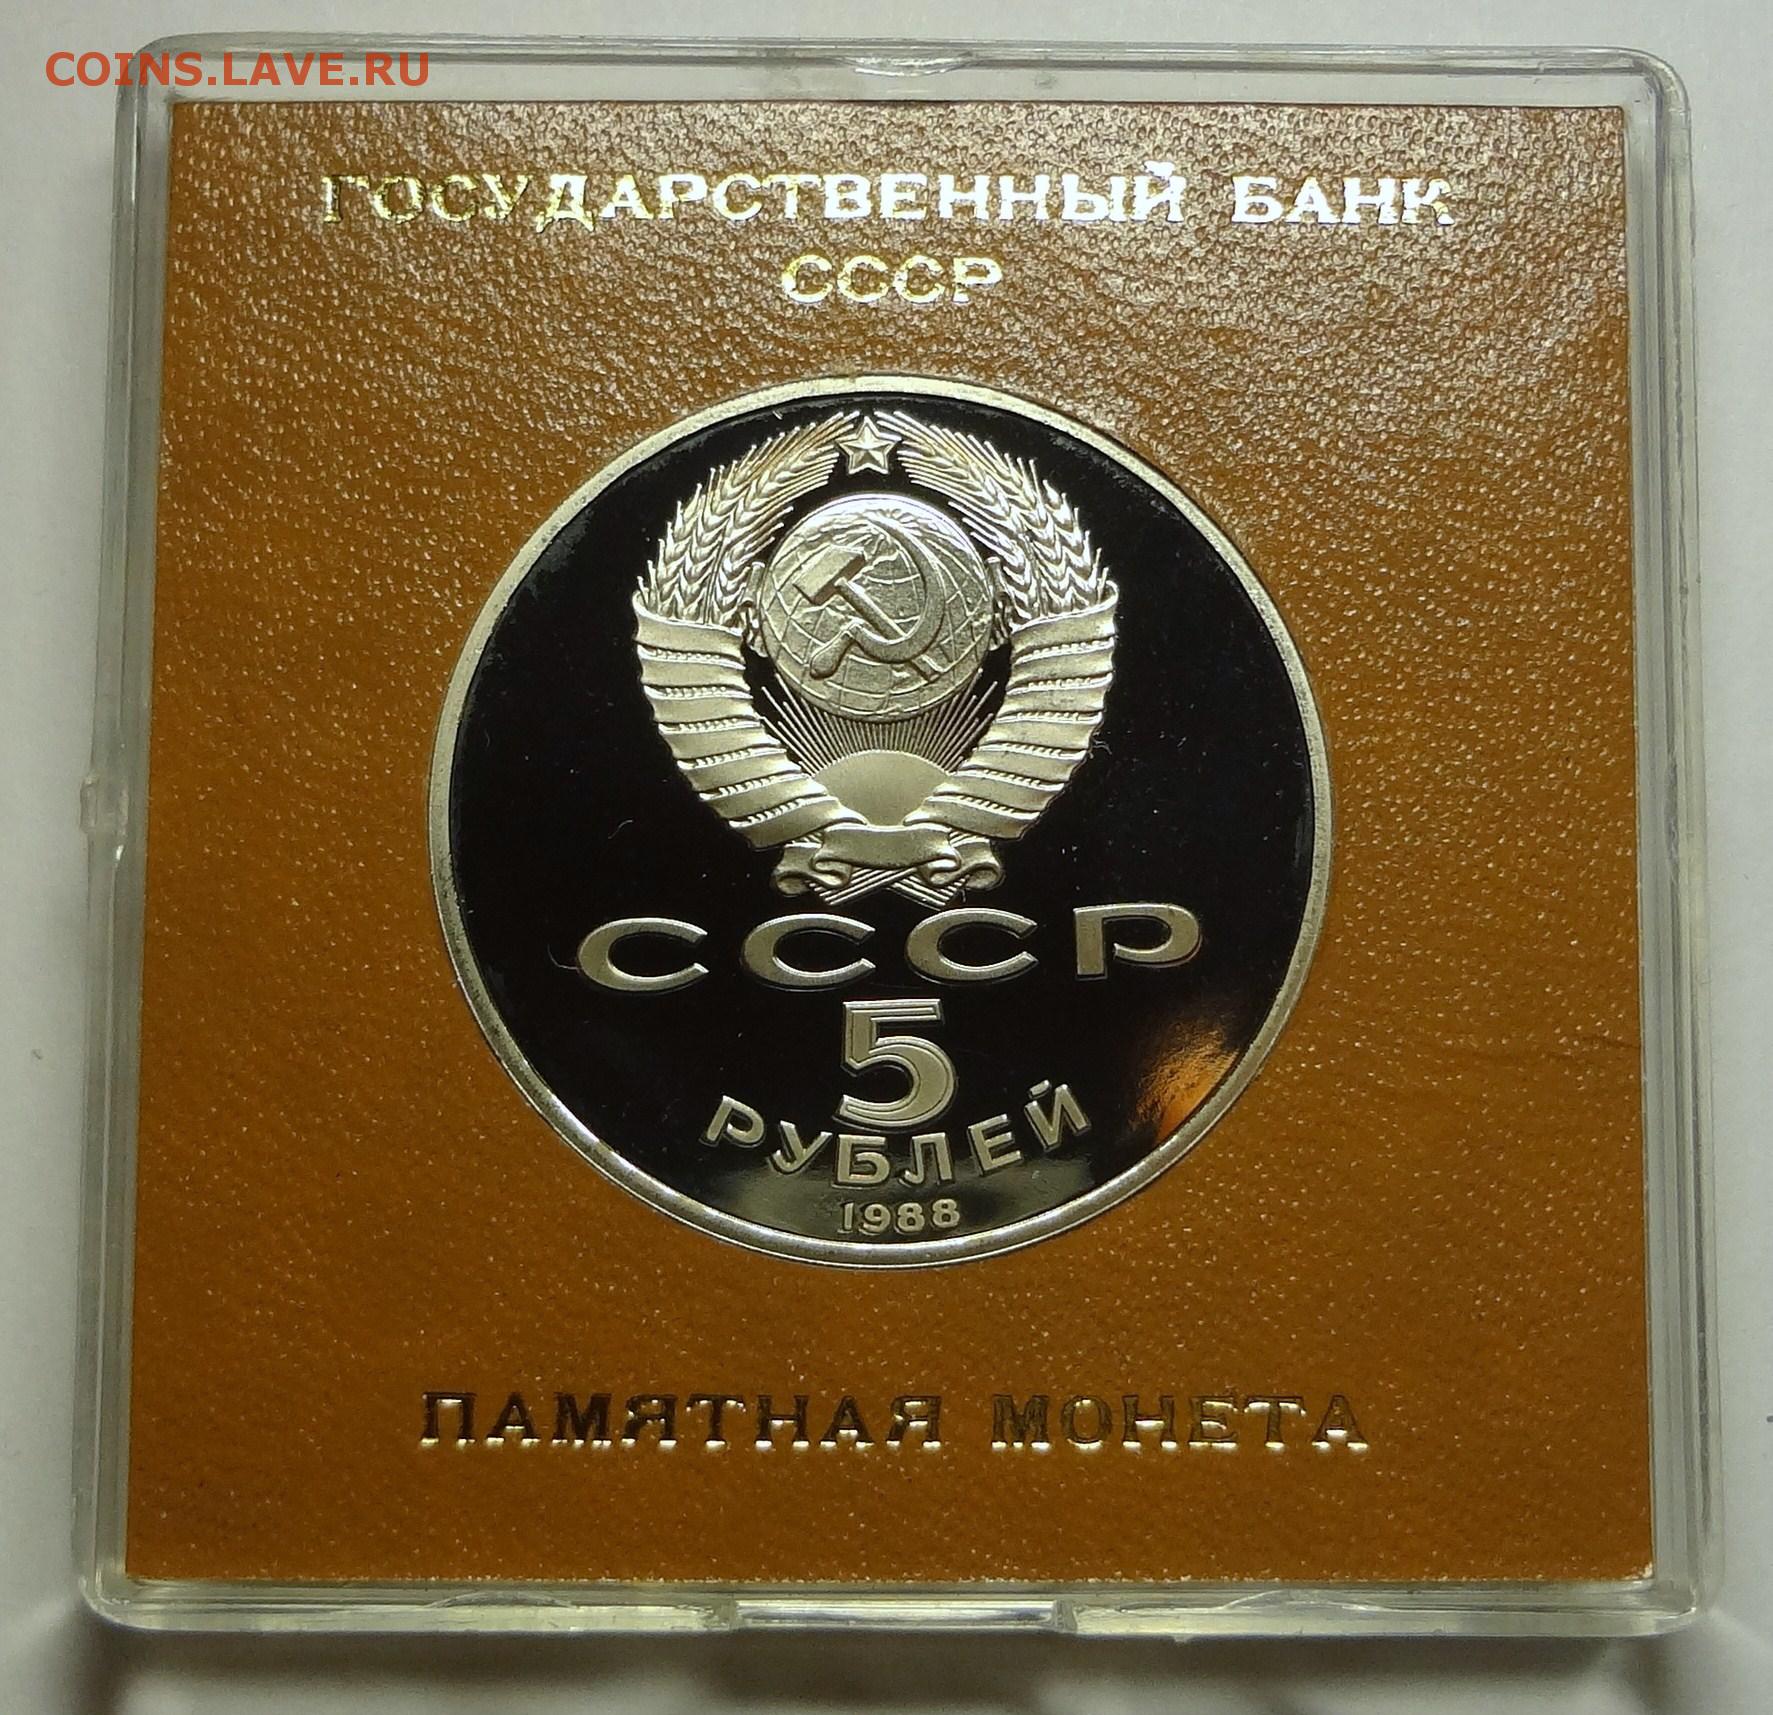 COINS.LAVE.RU
ГОСУДАРСТВЕННЫЙ БАНК
СССР
СССР
5
РУБЛЕЙ
1988
ПАМЯТНАЯ МОНЕТА